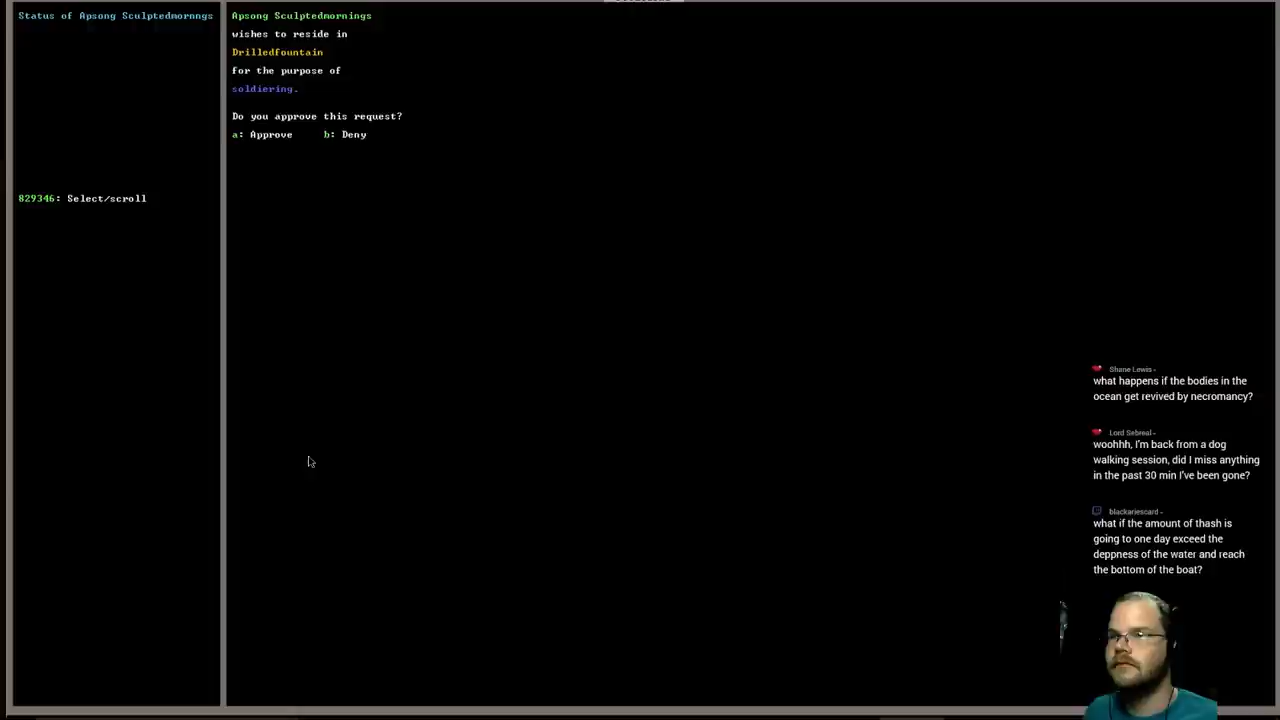 Status of Apsong Sculptedmornngs
Apsong Sculptedmornings
wishes to reside in
Drilledfountain
for the purpose of
soldiering.
Do you approve this request?
a: Approve b: Deny
829346: Select/scroll
Shane Lewis -
what happens if the bodies in the
ocean get revived by necromancy?
Lord Sebreal -
woohhh, I'm back from a dog
walking session, did I miss anything
in the past 30 min I've been gone?
blackariescard -
what if the amount of thash is
going to one day exceed the
deppness of the water and reach
the bottom of the boat?